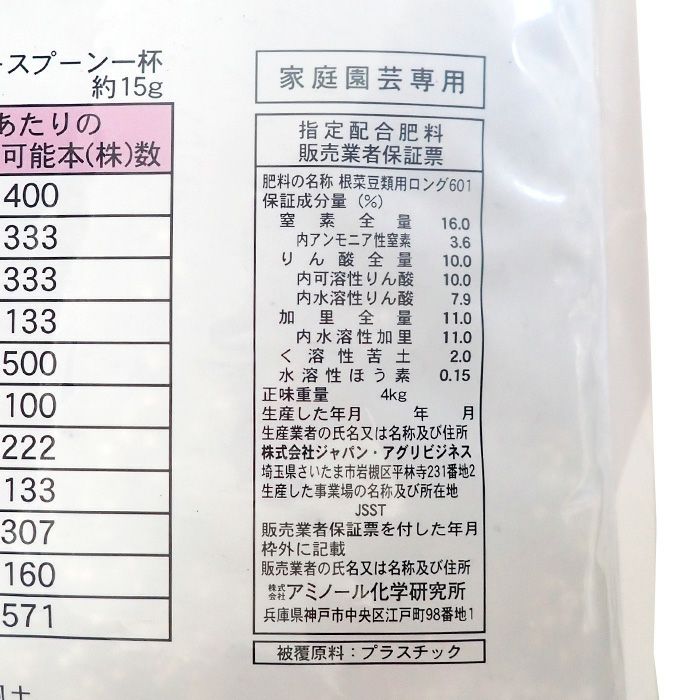 スプーン一杯
約15g
あたりの
可能本(株)数
400
333
333
133
500
100
222
133
307
160
571
家庭園芸専用
指定配合肥料
販売業者保証票
肥料の名称 根菜豆類用ロング601
保証成分量(%)
窒素全量 16.0
内アンモニア性窒素 3.6
りん酸全量 10.0
内可溶性りん酸 10.0
内水溶性りん酸 7.9
加里全量 11.0
内水溶性加里 11.0
く溶性苦土 2.0
水溶性ほう素 0.15
正味重量 4kg
生産した年月 年 月
生産業者の氏名又は名称及び住所
株式会社ジャパン・アグリビジネス
埼玉県さいたま市岩槻区平林寺231番地2
生産した事業場の名称及び所在地
JSST
販売業者保証票を付した年月
枠外に記載
販売業者の氏名又は名称及び住所
株式会社アミノール化学研究所
兵庫県神戸市中央区江戸町98番地1
被覆原料:プラスチック